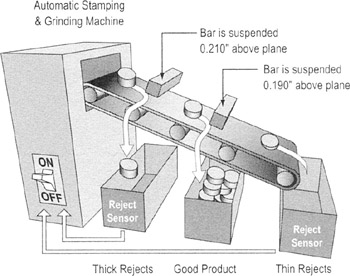 Automatic Stamping
& Grinding Machine
Bar is suspended
0.210" above plane
Bar is suspended
0.190" above plane
ON
OFF
Reject
Sensor
Reject
Sensor
Thick Rejects
Good Product
Thin Rejects